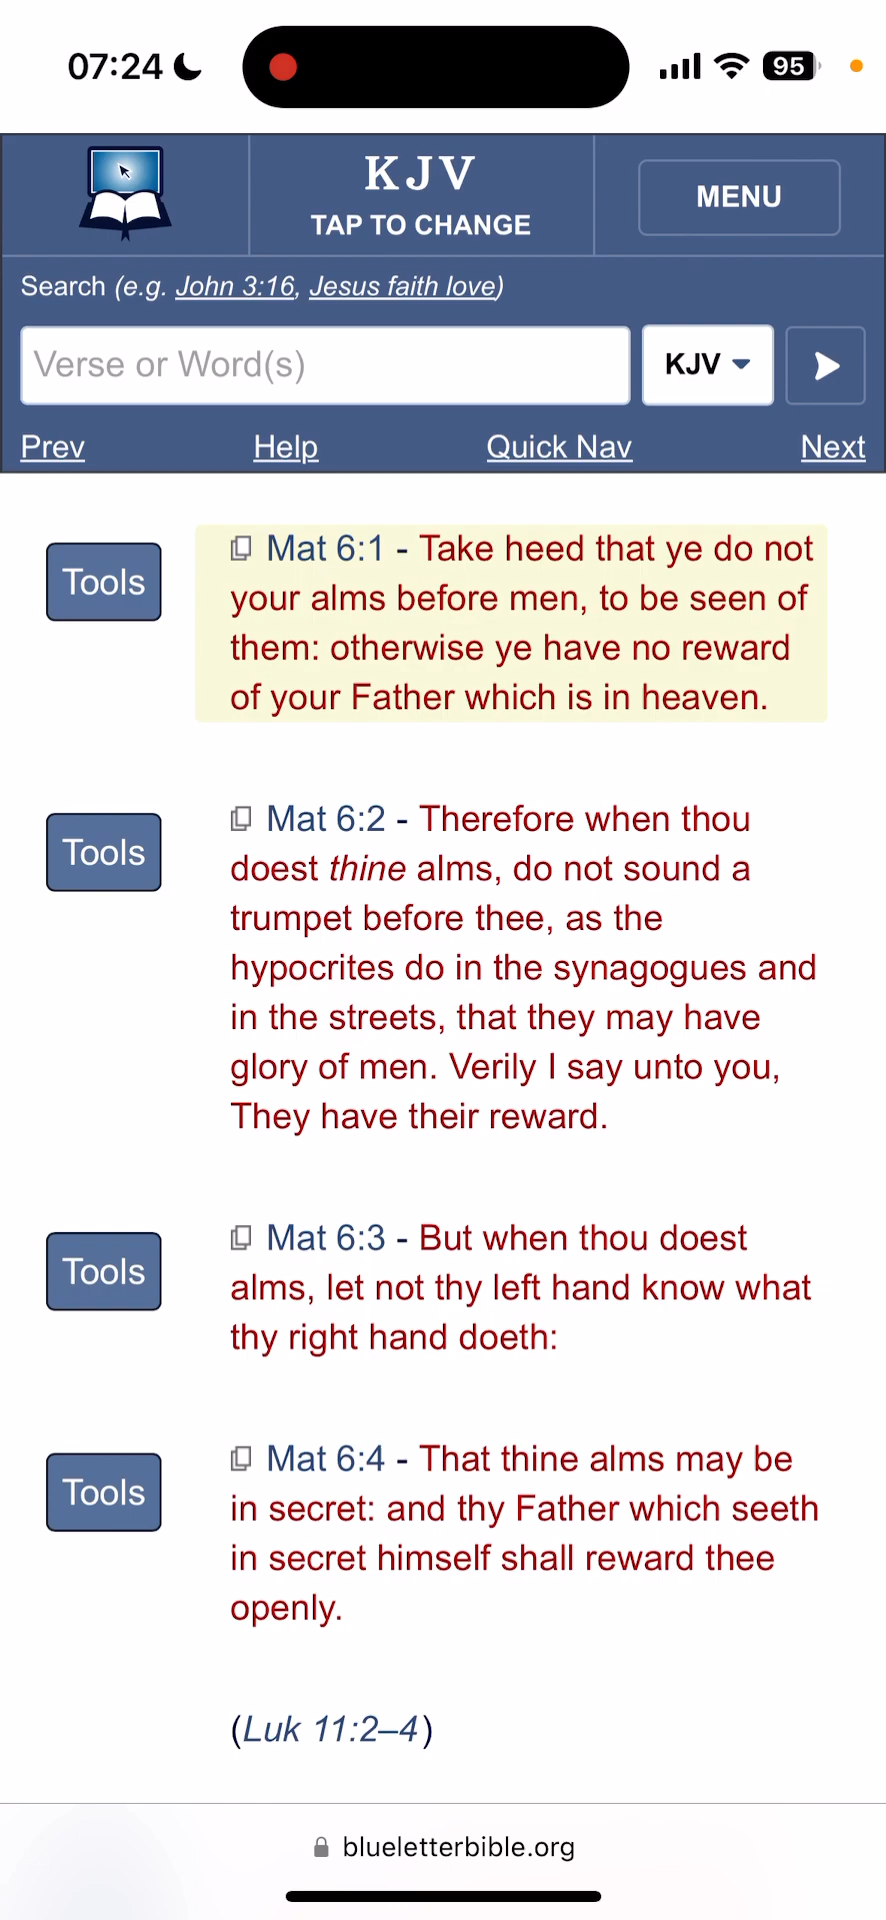 07:24
95
KJV
TAP TO CHANGE
MENU
Search (e.g. John 3:16, Jesus faith love)
Verse or Word(s)
KJV
Prev
Help
Quick Nav
Next
Tools
Mat 6:1 - Take heed that ye do not
your alms before men, to be seen of
them: otherwise ye have no reward
of your Father which is in heaven.
Tools
Mat 6:2 - Therefore when thou
doest thine alms, do not sound a
trumpet before thee, as the
hypocrites do in the synagogues and
in the streets, that they may have
glory of men. Verily I say unto you,
They have their reward.
Tools
Mat 6:3 - But when thou doest
alms, let not thy left hand know what
thy right hand doeth:
Tools
Mat 6:4 - That thine alms may be
in secret: and thy Father which seeth
in secret himself shall reward thee
openly.
(Luk 11:2–4)
blueletterbible.org